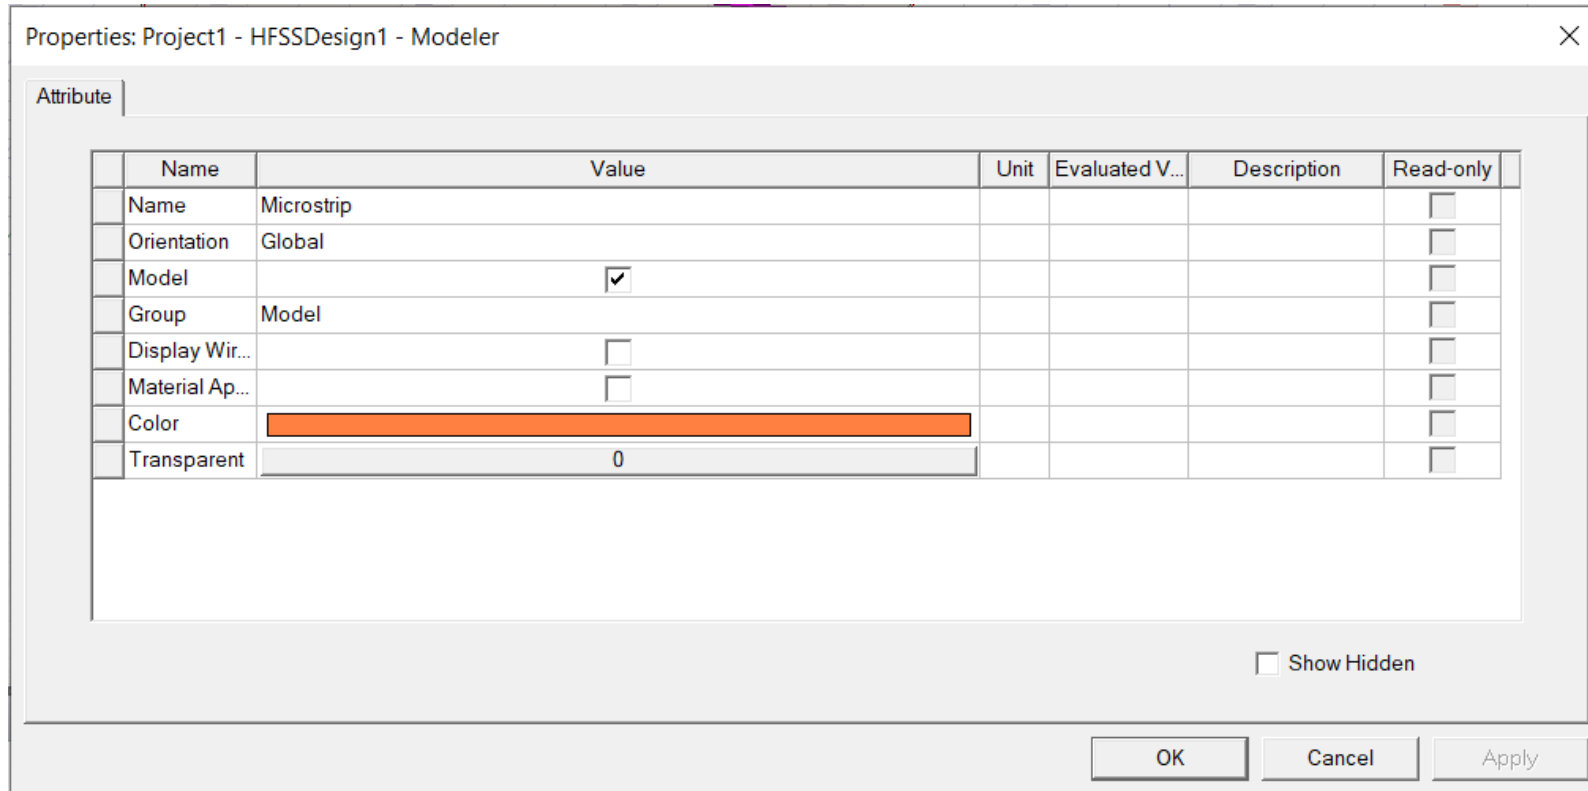 Properties: Project1 - HFSSDesign1 - Modeler
Attribute
Name Value Unit Evaluated V... Description Read-only
Name Microstrip
Orientation Global
Model
Group Model
Display Wir...
Material Ap...
Color
Transparent 0
Show Hidden
OK Cancel Apply